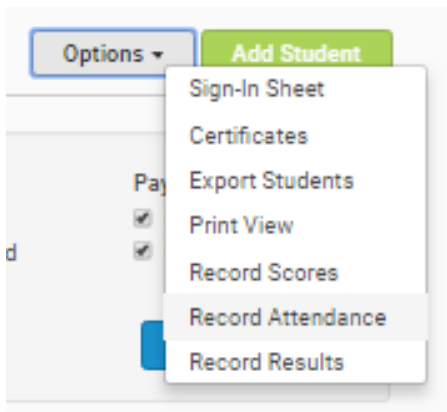 Options
Add Student
Sign-In Sheet
Certificates
Export Students
Pay
Print View
d
Record Scores
Record Attendance
Record Results